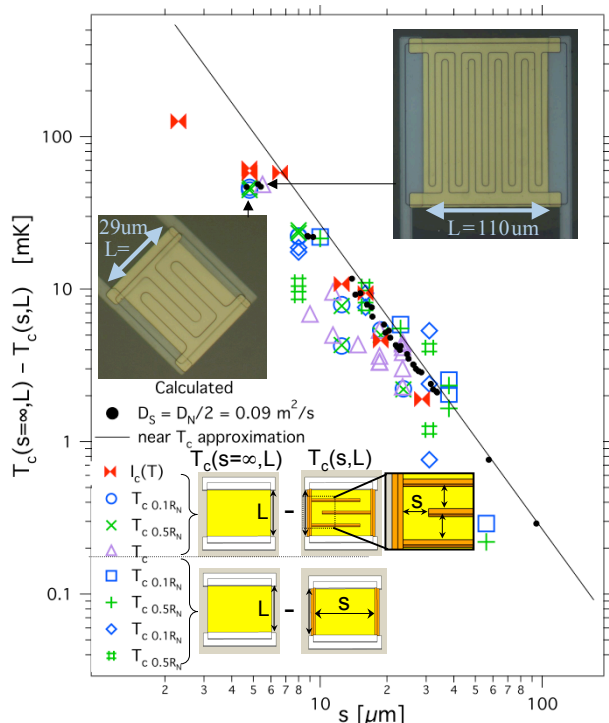 T_c(s=∞,L) − T_c(s,L) [mK]
100
10
1
0.1
29um
L=
L=110um
Calculated
D_S = D_N/2 = 0.09 m²/s
near T_c approximation
T_c(s=∞,L) T_c(s,L)
I_c(T)
T_c 0.1R_N
T_c 0.5R_N
T_c
T_c 0.1R_N
T_c 0.5R_N
T_c 0.1R_N
T_c 0.5R_N
L - s
L - s
2 3 4 5 6 7 8 10 2 3 4 5 6 7 8 100
s [µm]